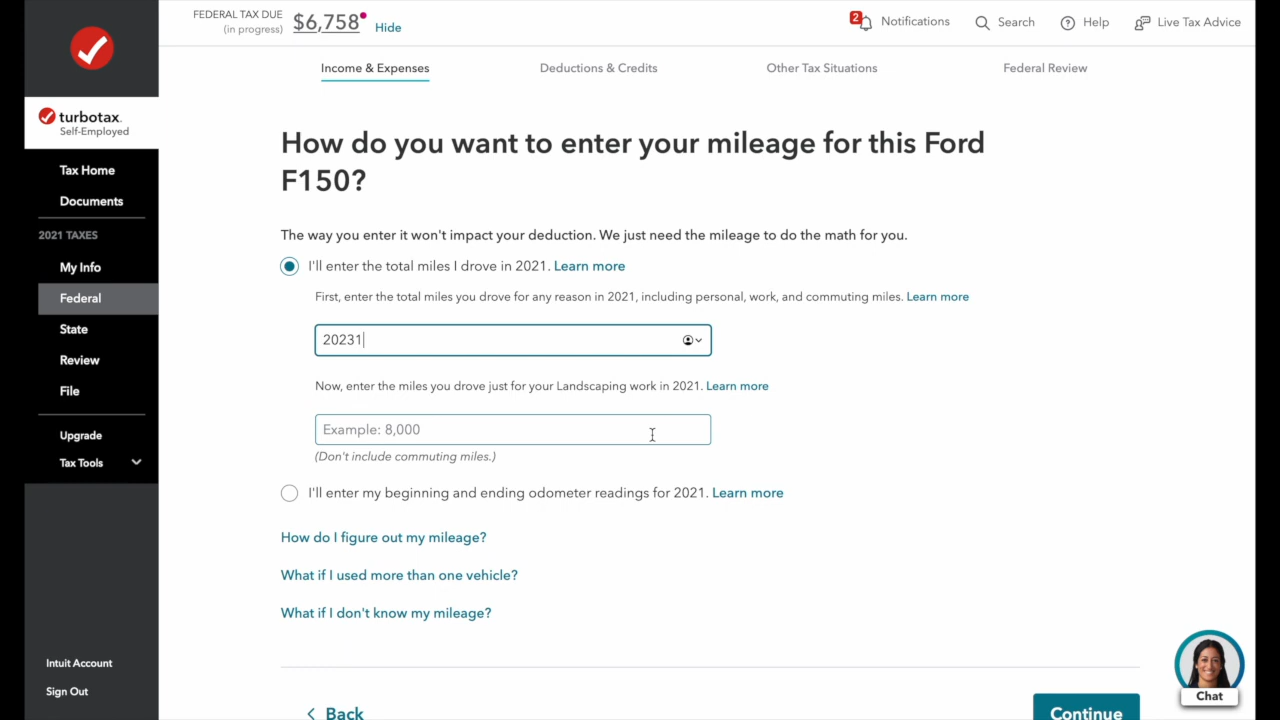 FEDERAL TAX DUE
(in progress)
$6,758
Hide
2
Notifications
Search
Help
Live Tax Advice
Income & Expenses
Deductions & Credits
Other Tax Situations
Federal Review
turbotax.
Self-Employed
Tax Home
Documents
2021 TAXES
My Info
Federal
State
Review
File
Upgrade
Tax Tools
Intuit Account
Sign Out
How do you want to enter your mileage for this Ford
F150?
The way you enter it won't impact your deduction. We just need the mileage to do the math for you.
I'll enter the total miles I drove in 2021. Learn more
First, enter the total miles you drove for any reason in 2021, including personal, work, and commuting miles. Learn more
20231
Now, enter the miles you drove just for your Landscaping work in 2021. Learn more
Example: 8,000
(Don't include commuting miles.)
I'll enter my beginning and ending odometer readings for 2021. Learn more
How do I figure out my mileage?
What if I used more than one vehicle?
What if I don't know my mileage?
Back
Continue
Chat